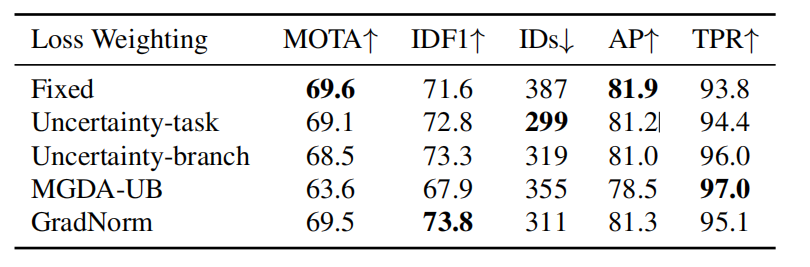 Loss Weighting MOTA↑ IDF1↑ IDs↓ AP↑ TPR↑
Fixed 69.6 71.6 387 81.9 93.8
Uncertainty-task 69.1 72.8 299 81.2 94.4
Uncertainty-branch 68.5 73.3 319 81.0 96.0
MGDA-UB 63.6 67.9 355 78.5 97.0
GradNorm 69.5 73.8 311 81.3 95.1